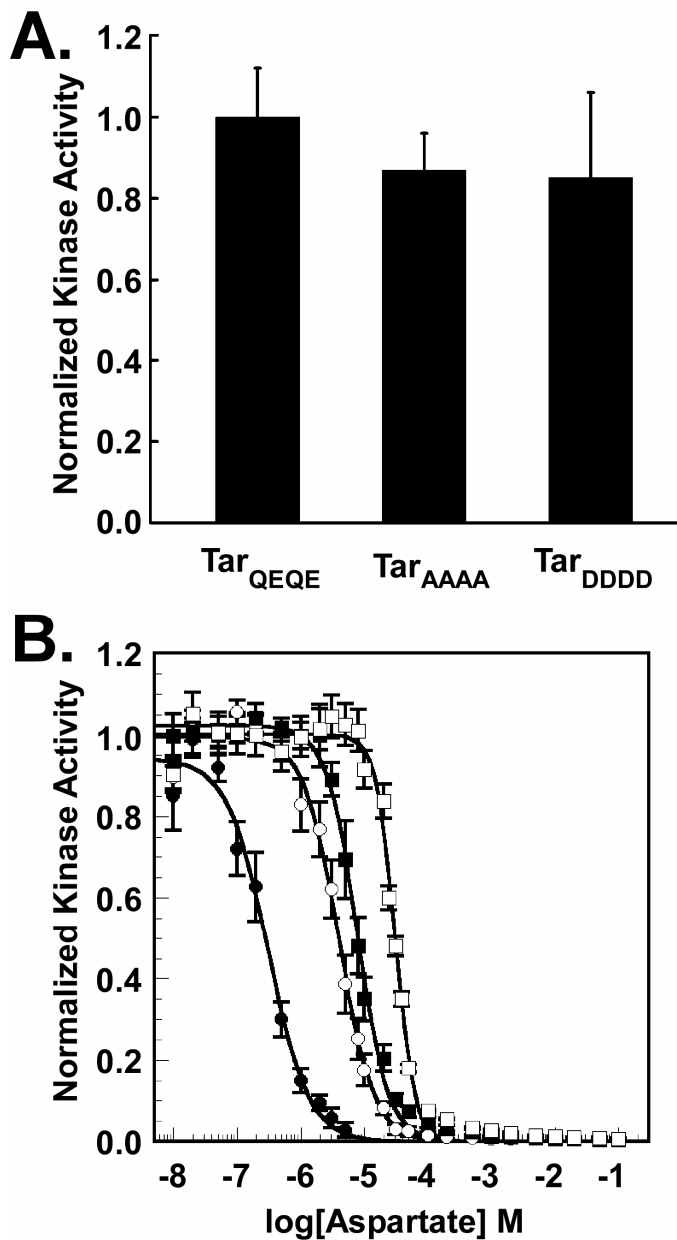 A.
Normalized Kinase Activity
1.2
1.0
0.8
0.6
0.4
0.2
0.0
TarQEQE TarAAAA TarDDDD
B.
Normalized Kinase Activity
1.2
1.0
0.8
0.6
0.4
0.2
0.0
-8 -7 -6 -5 -4 -3 -2 -1
log[Aspartate] M